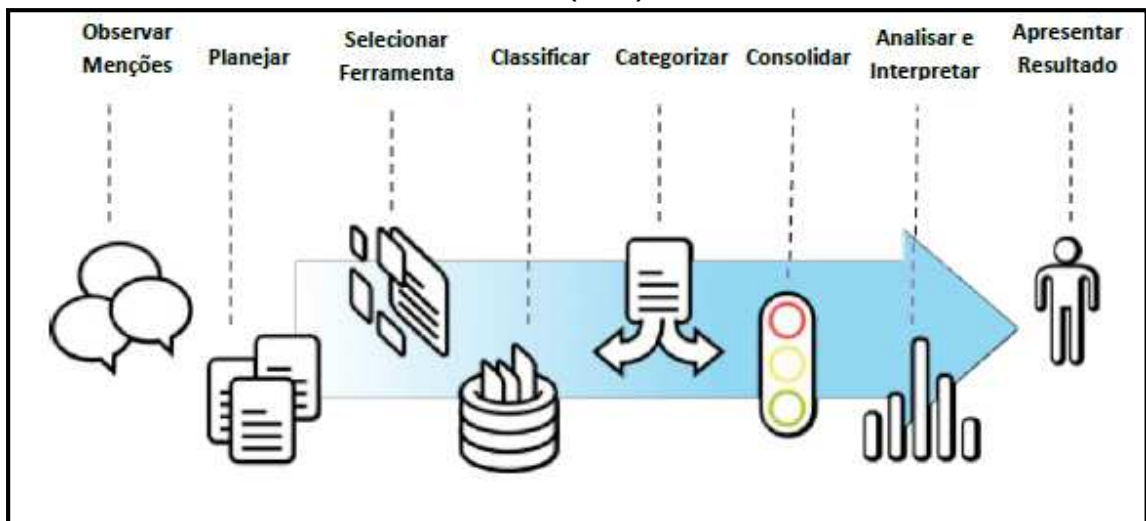 Observar
Menções
Planejar
Selecionar
Ferramenta
Classificar
Categorizar
Consolidar
Analisar e
Interpretar
Apresentar
Resultado